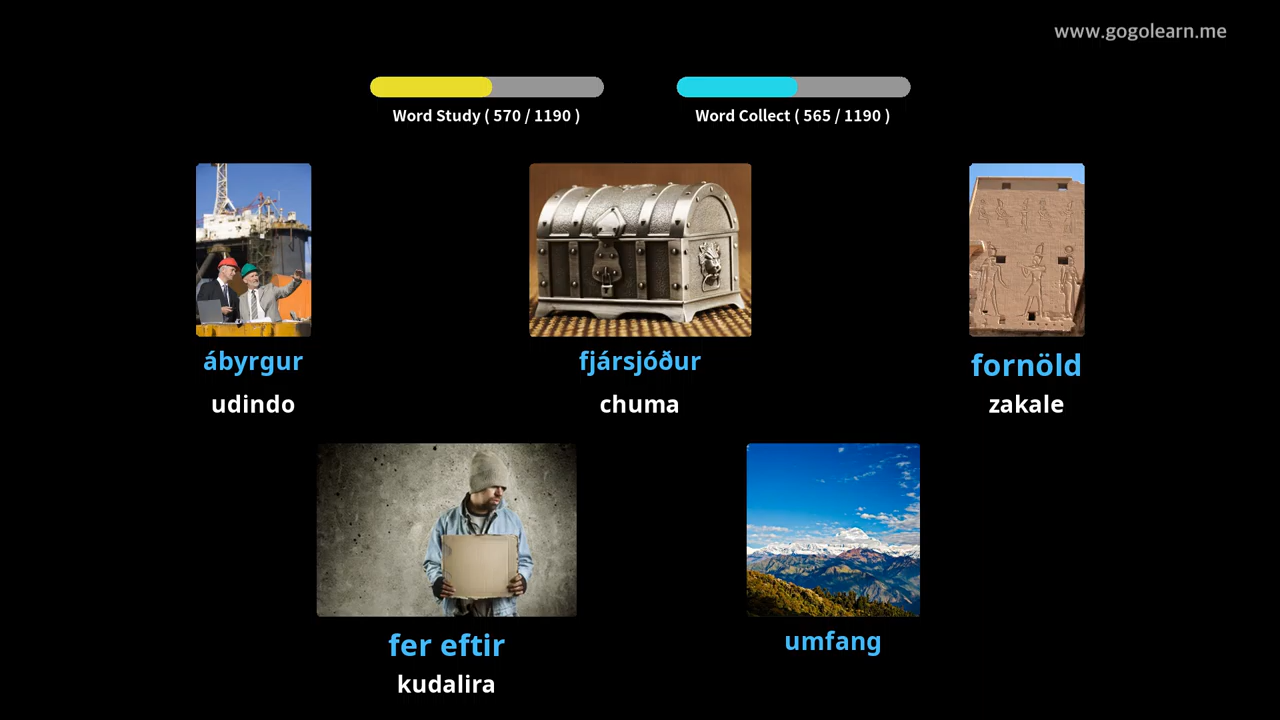 www.gogolearn.me
Word Study ( 570 / 1190 )
Word Collect ( 565 / 1190 )
ábyrgur
fjársjóður
fornöld
udindo
chuma
zakale
fer eftir
umfang
kudalira